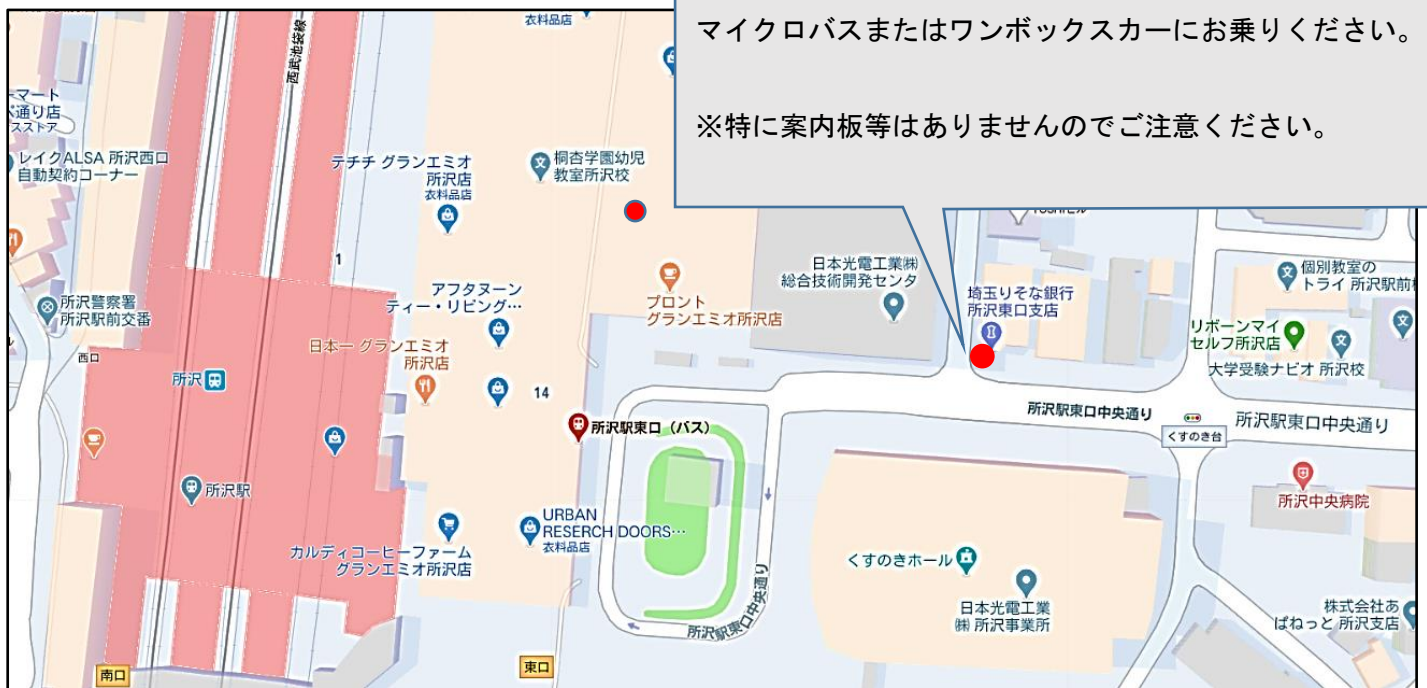 マイクロバスまたはワンボックスカーにお乗りください。
※特に案内板等はありませんのでご注意ください。
衣料品店
西武池袋線
レイクALSA 所沢西口
自動契約コーナー
テチチ グランエミオ
所沢店
衣料品店
桐杏学園幼児
教室所沢校
1
所沢警察署
所沢駅前交番
アフタヌーン
ティー・リビング…
プロント
グランエミオ所沢店
日本光電工業㈱
総合技術開発センタ
埼玉りそな銀行
所沢東口支店
個別教室の
トライ 所沢駅前
リボーンマイ
セルフ所沢店
大学受験ナビオ 所沢校
西口
所沢
日本一 グランエミオ
所沢店
14
所沢駅東口（バス）
所沢駅東口中央通り
くすのき台
所沢駅東口中央通り
所沢駅
所沢中央病院
カルディコーヒーファーム
グランエミオ所沢店
URBAN
RESERCH DOORS…
衣料品店
くすのきホール
日本光電工業
㈱ 所沢事業所
所沢駅東口中央通り
株式会社あ
ぱねっと 所沢支店
南口
東口